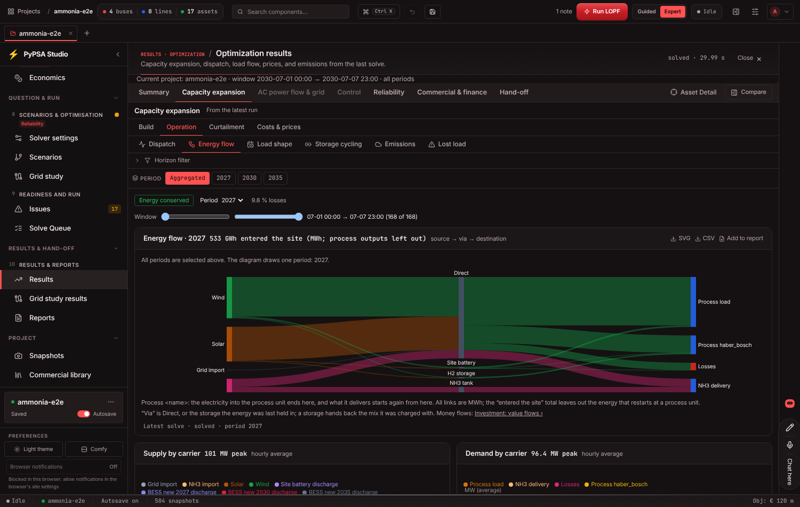 Projects / ammonia-e2e
4 buses 0 lines 17 assets
Search components...
Ctrl K
1 note
Run LOPF
Guided
Expert
Idle
A
ammonia-e2e
PyPSA Studio
Economics
QUESTION & RUN
SCENARIOS & OPTIMISATION
Reliability
Solver settings
Scenarios
Grid study
READINESS AND RUN
Issues 17
Solve Queue
RESULTS & HAND-OFF
RESULTS & REPORTS
Results
Grid study results
Reports
PROJECT
Snapshots
Commercial library
ammonia-e2e
Saved
Autosave
PREFERENCES
Light theme
Comfy
Browser notifications Off
Blocked in this browser; allow notifications in the browser's site settings
RESULTS · OPTIMIZATION / Optimization results
Capacity expansion, dispatch, load flow, prices, and emissions from the last solve.
solved · 29.99 s
Close
Current project: ammonia-e2e · window 2030-07-01 00:00 → 2030-07-07 23:00 · all periods
Summary
Capacity expansion
AC power flow & grid
Control
Reliability
Commercial & finance
Hand-off
Asset Detail
Compare
Capacity expansion From the latest run
Build
Operation
Curtailment
Costs & prices
Dispatch
Energy flow
Load shape
Storage cycling
Emissions
Lost load
Horizon filter
PERIOD
Aggregated
2027
2030
2035
Energy conserved
Period 2027
9.8 % losses
Window
07-01 00:00 → 07-07 23:00 (168 of 168)
Energy flow · 2027 533 GWh entered the site (MWh; process outputs left out) source → via → destination
SVG
CSV
Add to report
All periods are selected above. The diagram draws one period: 2027.
Direct
Wind
Process load
Solar
Process haber_bosch
Site battery
Losses
Grid import
H2 storage
NH3 tank
NH3 delivery
Process <name>: the electricity into the process unit ends here, and what it delivers starts again from here. All links are MWh; the "entered the site" total leaves out the energy that restarts at a process unit.
"Via" is Direct, or the storage the energy was last held in; a storage hands back the mix it was charged with. Money flows: Investment: value flows ›
Latest solve · solved · period 2027
Supply by carrier 101 MW peak hourly average
Grid import
NH3 import
Solar
Wind
Site battery discharge
BESS new 2027 discharge
BESS new 2030 discharge
BESS new 2035 discharge
Demand by carrier 96.4 MW peak hourly average
Process load
NH3 delivery
Losses
Process haber_bosch
MW (average)
Chat here
Idle
ammonia-e2e
Autosave on
504 snapshots
Obj: € 120 m